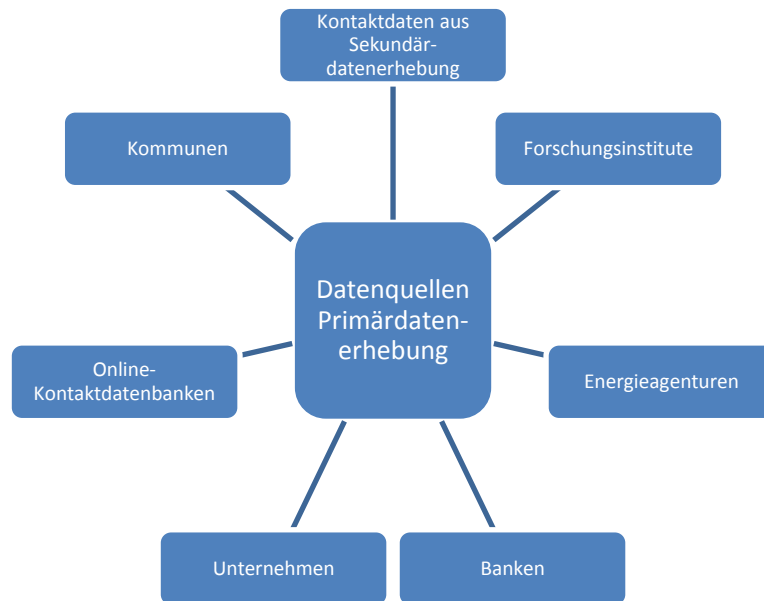 Kontaktdaten aus
Sekundär-
datenerhebung
Kommunen
Forschungsinstitute
Datenquellen
Primärdaten-
erhebung
Online-
Kontaktdatenbanken
Energieagenturen
Unternehmen
Banken